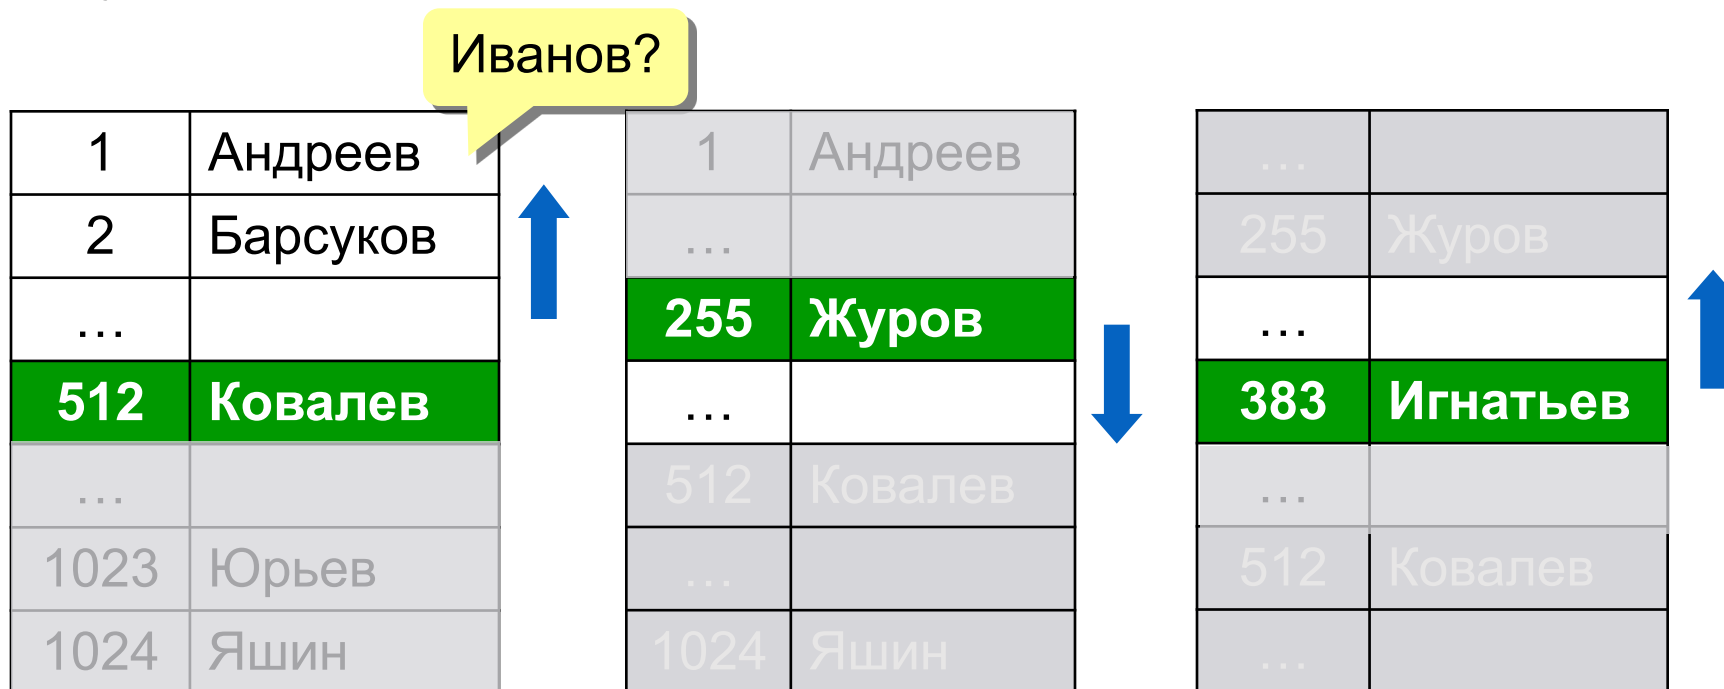 Иванов?
1 Андреев
2 Барсуков
…
512 Ковалев
…
1023 Юрьев
1024 Яшин
1 Андреев
…
255 Журов
…
512 Ковалев
…
1024 Яшин
…
255 Журов
…
383 Игнатьев
…
512 Ковалев
…